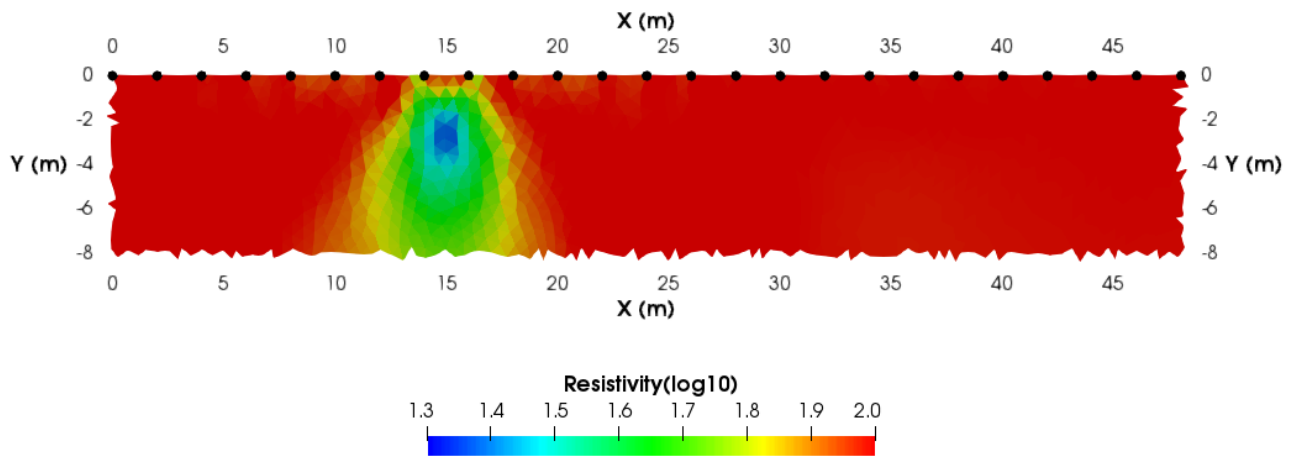 X (m)
0 5 10 15 20 25 30 35 40 45
0 0
-2 -2
Y (m) -4 -4 Y (m)
-6 -6
-8 -8
0 5 10 15 20 25 30 35 40 45
X (m)
Resistivity(log10)
1.3 1.4 1.5 1.6 1.7 1.8 1.9 2.0